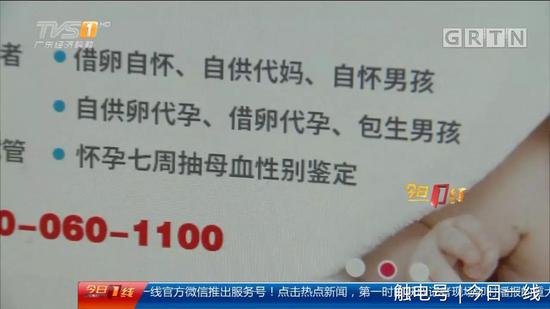 TVS1 HD
广东经济科教
GRTN
者 ●借卵自怀、自供代妈、自怀男孩
●自供卵代孕、借卵代孕、包生男孩
管 ●怀孕七周抽母血性别鉴定
0-060-1100
今日一线
今日一线
一线官方微信推出服务号！点击热点新闻，第一时
触电号 | 今日一线